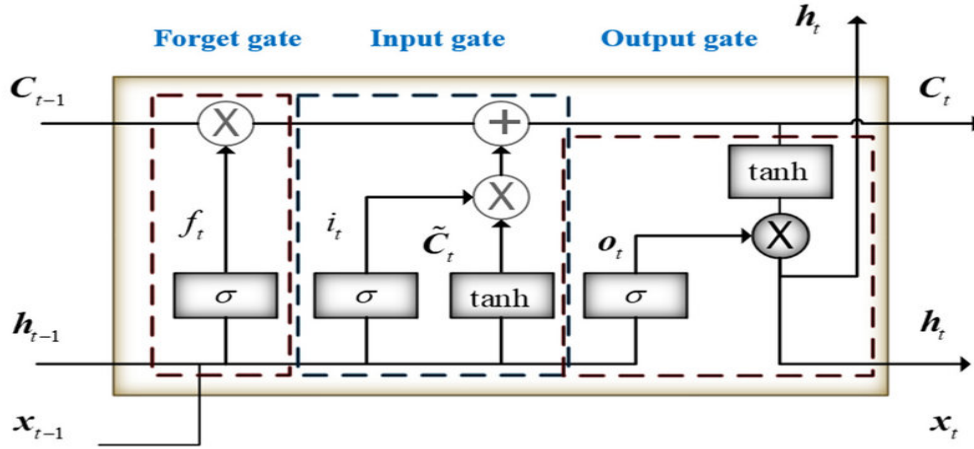 h_t
Forget gate Input gate Output gate
C_{t-1} C_t
X +
tanh
X
f_t i_t C̃_t o_t X
σ σ tanh σ
h_{t-1} h_t
x_{t-1} x_t